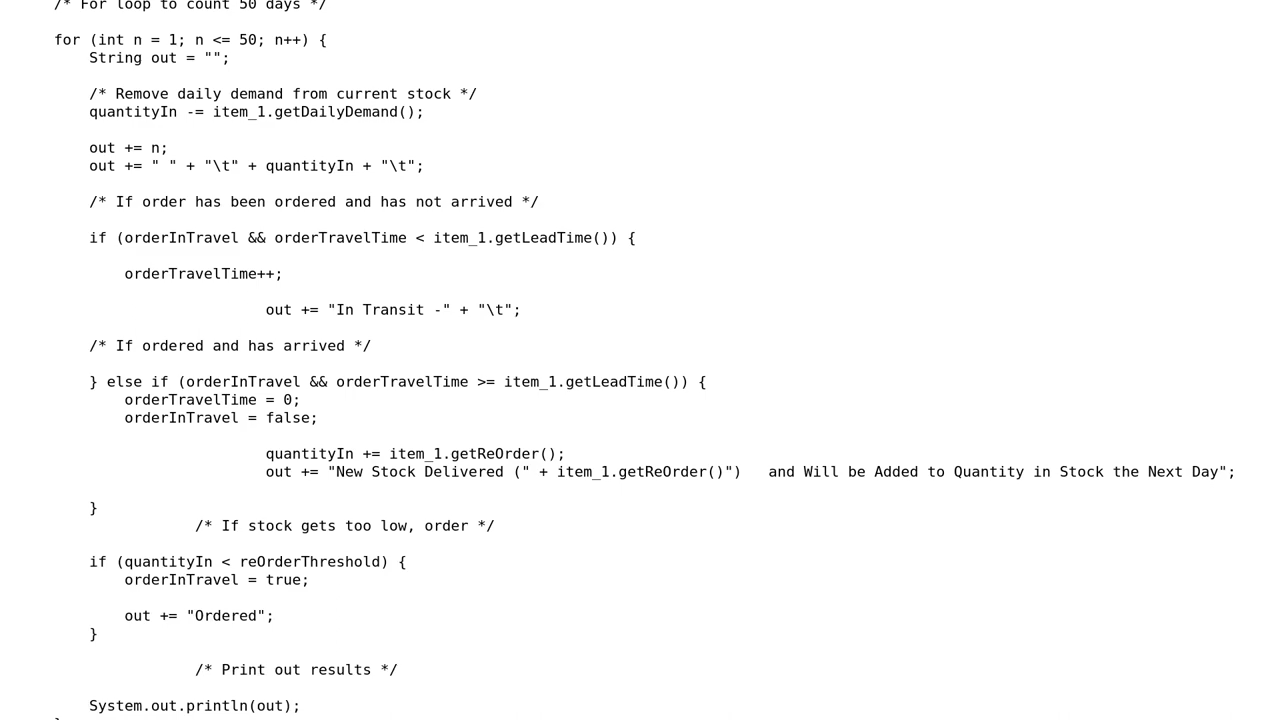 /* For loop to count 50 days */
for (int n = 1; n <= 50; n++) {
String out = "";
/* Remove daily demand from current stock */
quantityIn -= item_1.getDailyDemand();
out += n;
out += " " + "\t" + quantityIn + "\t";
/* If order has been ordered and has not arrived */
if (orderInTravel && orderTravelTime < item_1.getLeadTime()) {
orderTravelTime++;
out += "In Transit -" + "\t";
/* If ordered and has arrived */
} else if (orderInTravel && orderTravelTime >= item_1.getLeadTime()) {
orderTravelTime = 0;
orderInTravel = false;
quantityIn += item_1.getReOrder();
out += "New Stock Delivered (" + item_1.getReOrder()")   and Will be Added to Quantity in Stock the Next Day";
}
/* If stock gets too low, order */
if (quantityIn < reOrderThreshold) {
orderInTravel = true;
out += "Ordered";
}
/* Print out results */
System.out.println(out);
}